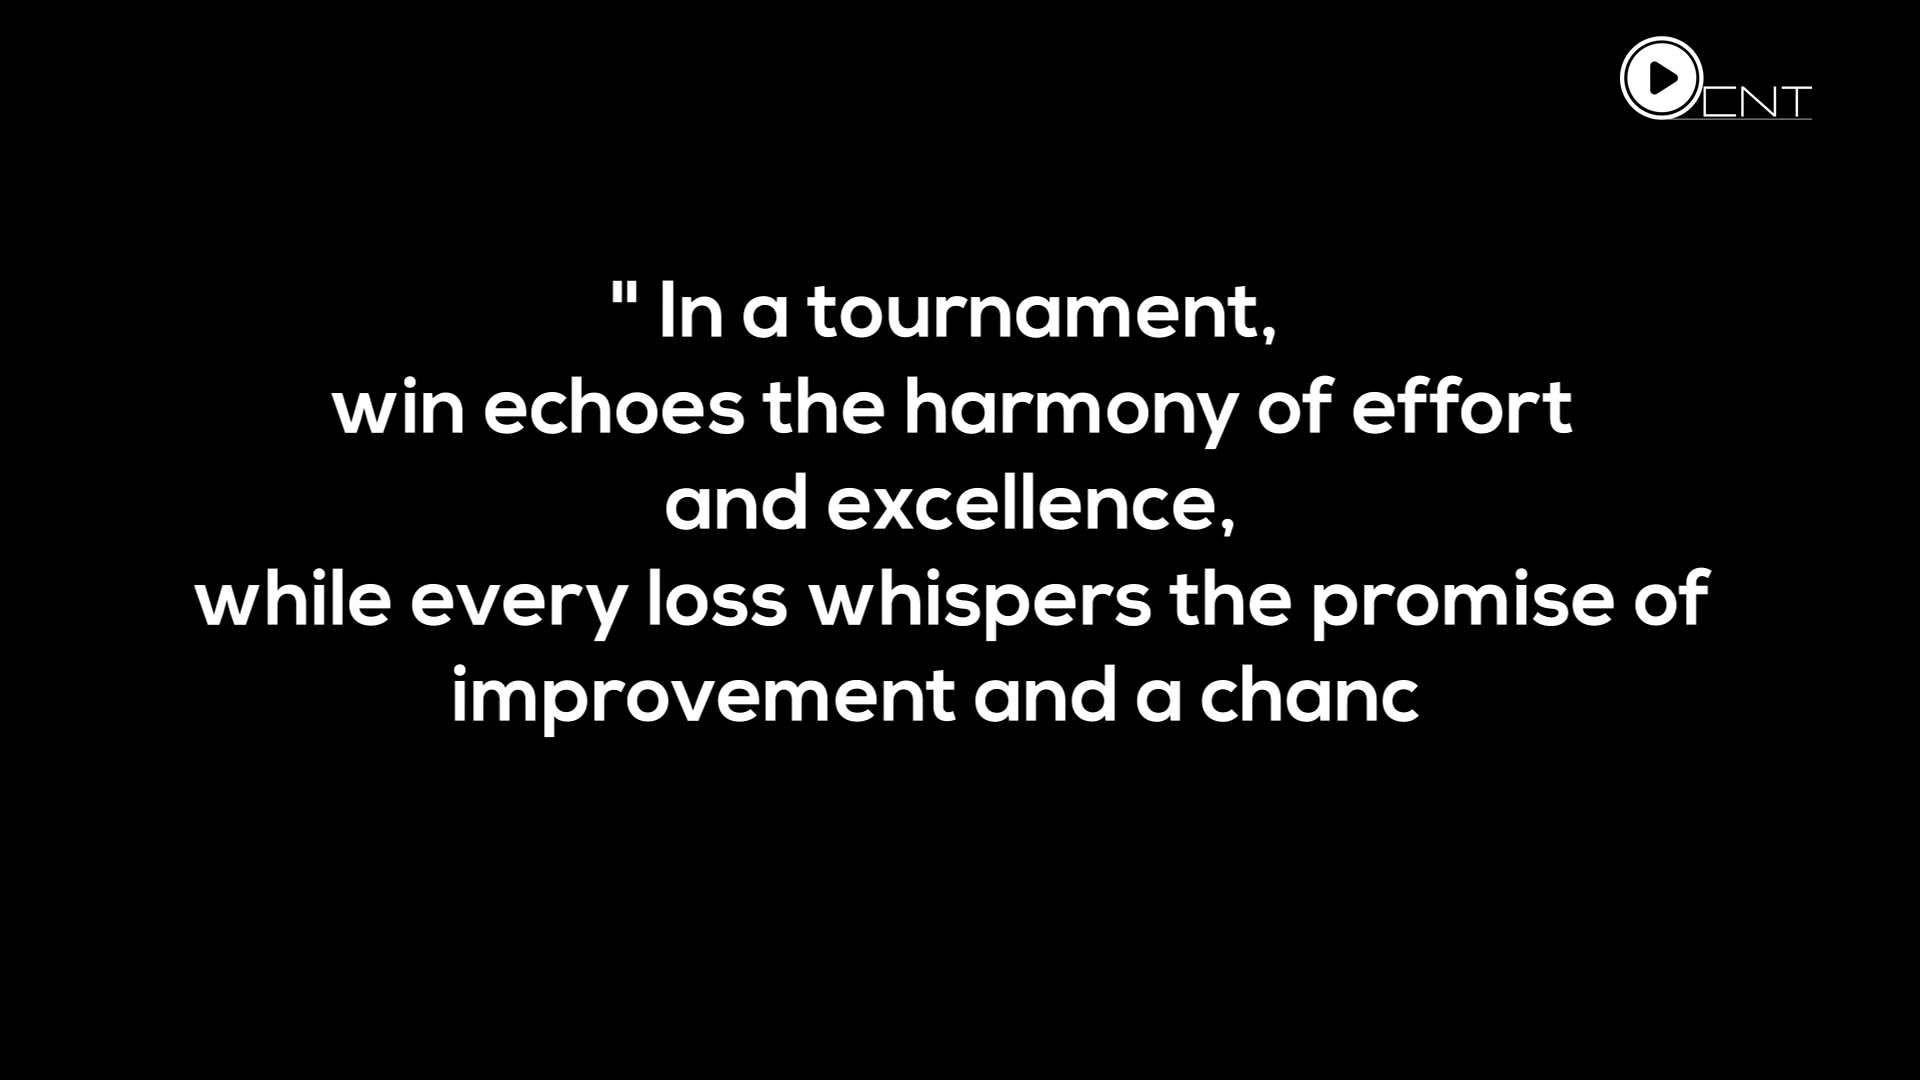 CNT
" In a tournament,
win echoes the harmony of effort
and excellence,
while every loss whispers the promise of
improvement and a chanc